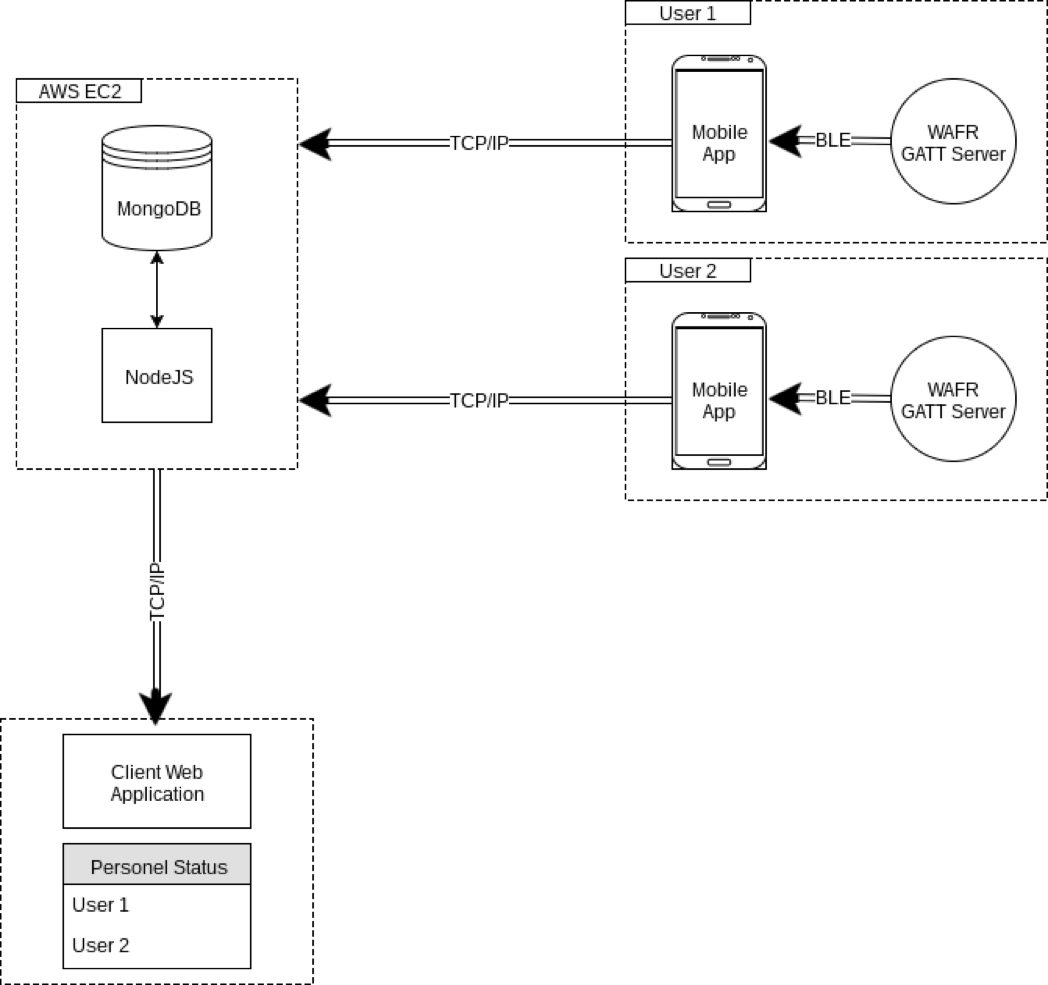 User 1
AWS EC2
MongoDB
NodeJS
TCP/IP
Mobile
App
BLE
WAFR
GATT Server
User 2
TCP/IP
Mobile
App
BLE
WAFR
GATT Server
TCP/IP
Client Web
Application
Personel Status
User 1
User 2